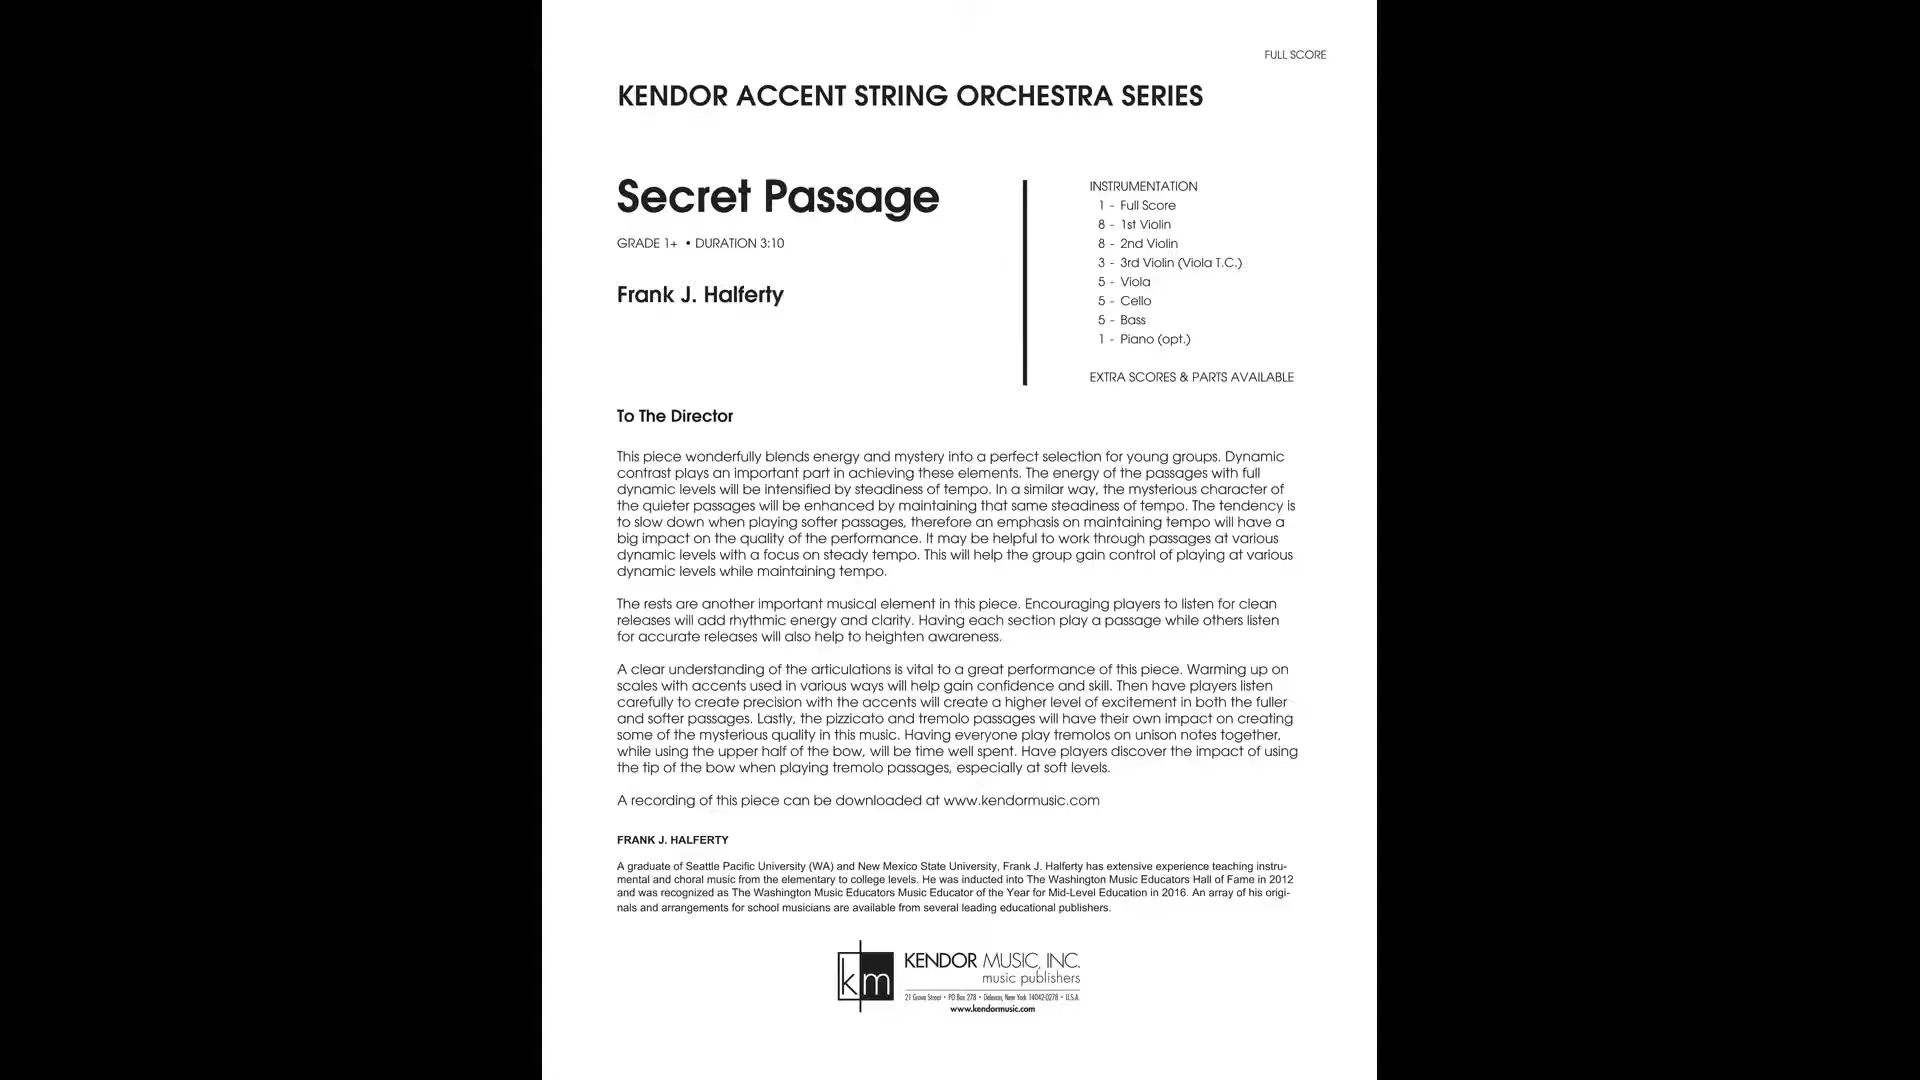 FULL SCORE
KENDOR ACCENT STRING ORCHESTRA SERIES
Secret Passage
GRADE 1+ • DURATION 3:10
Frank J. Halferty
INSTRUMENTATION
1 - Full Score
8 - 1st Violin
8 - 2nd Violin
3 - 3rd Violin (Viola T.C.)
5 - Viola
5 - Cello
5 - Bass
1 - Piano (opt.)
EXTRA SCORES & PARTS AVAILABLE
To The Director
This piece wonderfully blends energy and mystery into a perfect selection for young groups. Dynamic
contrast plays an important part in achieving these elements. The energy of the passages with full
dynamic levels will be intensified by steadiness of tempo. In a similar way, the mysterious character of
the quieter passages will be enhanced by maintaining that same steadiness of tempo. The tendency is
to slow down when playing softer passages, therefore an emphasis on maintaining tempo will have a
big impact on the quality of the performance. It may be helpful to work through passages at various
dynamic levels with a focus on steady tempo. This will help the group gain control of playing at various
dynamic levels while maintaining tempo.
The rests are another important musical element in this piece. Encouraging players to listen for clean
releases will add rhythmic energy and clarity. Having each section play a passage while others listen
for accurate releases will also help to heighten awareness.
A clear understanding of the articulations is vital to a great performance of this piece. Warming up on
scales with accents used in various ways will help gain confidence and skill. Then have players listen
carefully to create precision with the accents will create a higher level of excitement in both the fuller
and softer passages. Lastly, the pizzicato and tremolo passages will have their own impact on creating
some of the mysterious quality in this music. Having everyone play tremolos on unison notes together,
while using the upper half of the bow, will be time well spent. Have players discover the impact of using
the tip of the bow when playing tremolo passages, especially at soft levels.
A recording of this piece can be downloaded at www.kendormusic.com
FRANK J. HALFERTY
A graduate of Seattle Pacific University (WA) and New Mexico State University, Frank J. Halferty has extensive experience teaching instru-
mental and choral music from the elementary to college levels. He was inducted into The Washington Music Educators Hall of Fame in 2012
and was recognized as The Washington Music Educators Music Educator of the Year for Mid-Level Education in 2016. An array of his origi-
nals and arrangements for school musicians are available from several leading educational publishers.
km
KENDOR MUSIC, INC.
music publishers
21 Grove Street • PO Box 278 • Delevan, New York 14042-0278 • U.S.A.
www.kendormusic.com